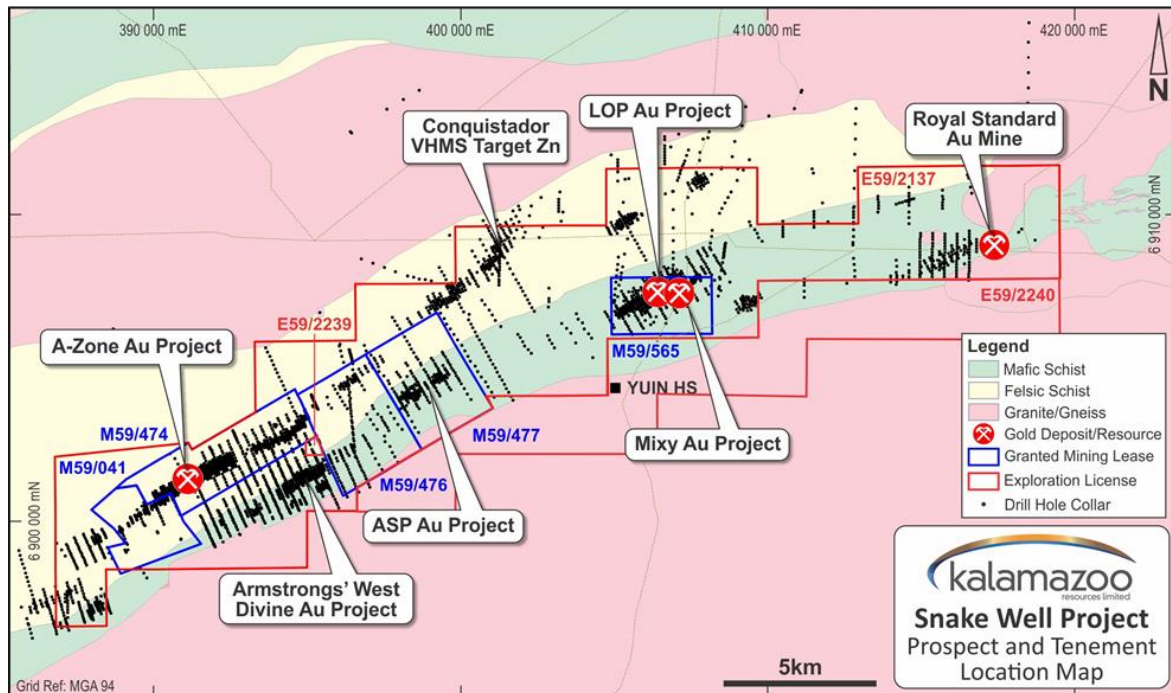 390 000 mE
400 000 mE
410 000 mE
420 000 mE
N
LOP Au Project
Royal Standard
Au Mine
Conquistador
VHMS Target Zn
E59/2137
6 910 000 mN
E59/2240
E59/2239
A-Zone Au Project
M59/565
YUIN HS
M59/474
M59/041
M59/477
Mixy Au Project
M59/476
6 900 000 mN
ASP Au Project
Armstrongs' West
Divine Au Project
Legend
Mafic Schist
Felsic Schist
Granite/Gneiss
Gold Deposit/Resource
Granted Mining Lease
Exploration License
Drill Hole Collar
kalamazoo
resources limited
Snake Well Project
Prospect and Tenement
Location Map
5km
Grid Ref: MGA 94